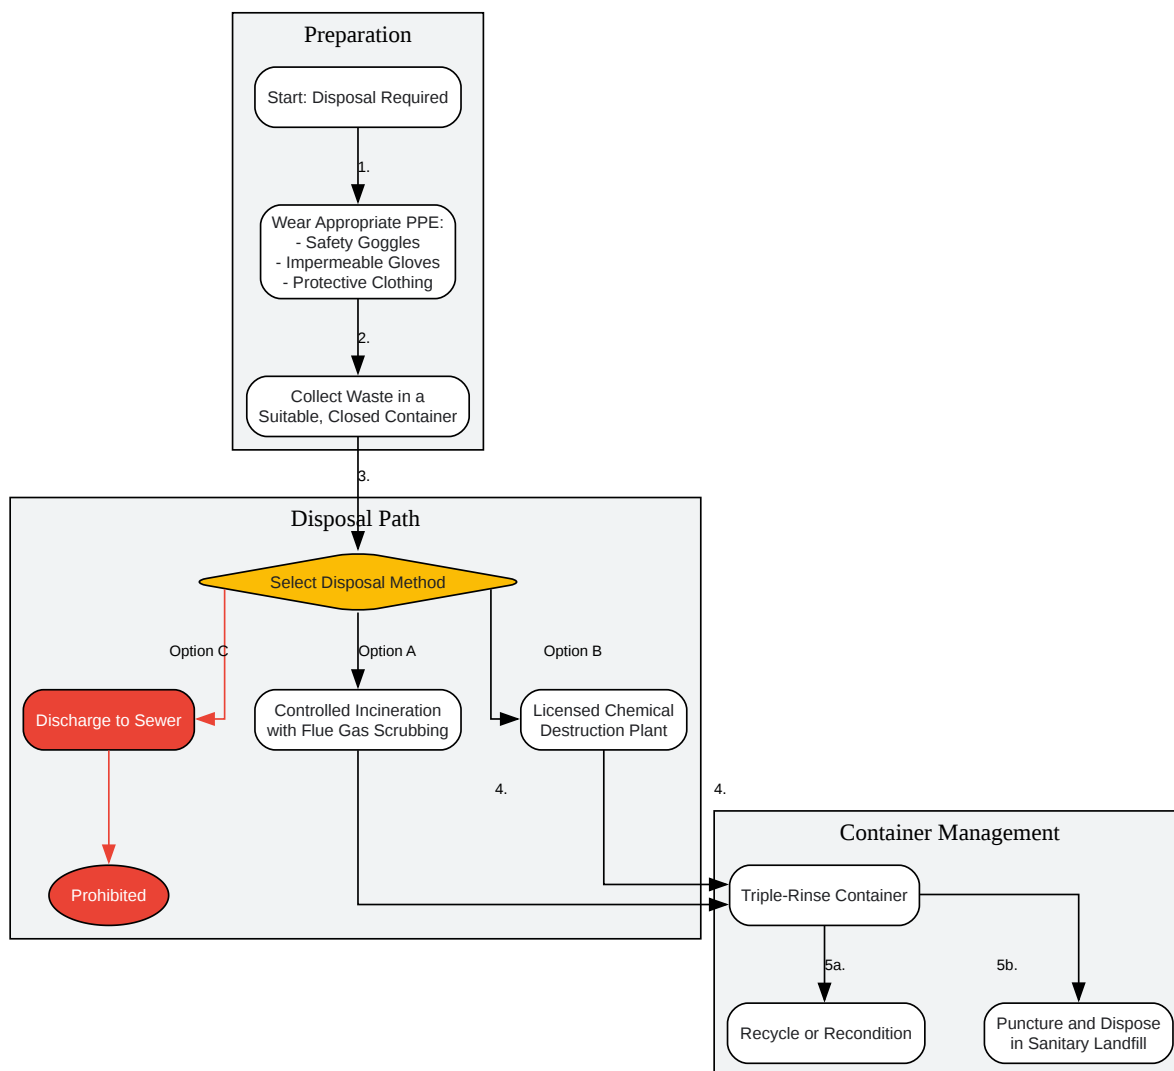 Preparation
Start: Disposal Required
1.
Wear Appropriate PPE:
- Safety Goggles
- Impermeable Gloves
- Protective Clothing
2.
Collect Waste in a
Suitable, Closed Container
3.
Disposal Path
Select Disposal Method
Option C
Option A
Option B
Discharge to Sewer
Controlled Incineration
with Flue Gas Scrubbing
Licensed Chemical
Destruction Plant
4.
4.
Prohibited
Container Management
Triple-Rinse Container
5a.
5b.
Recycle or Recondition
Puncture and Dispose
in Sanitary Landfill